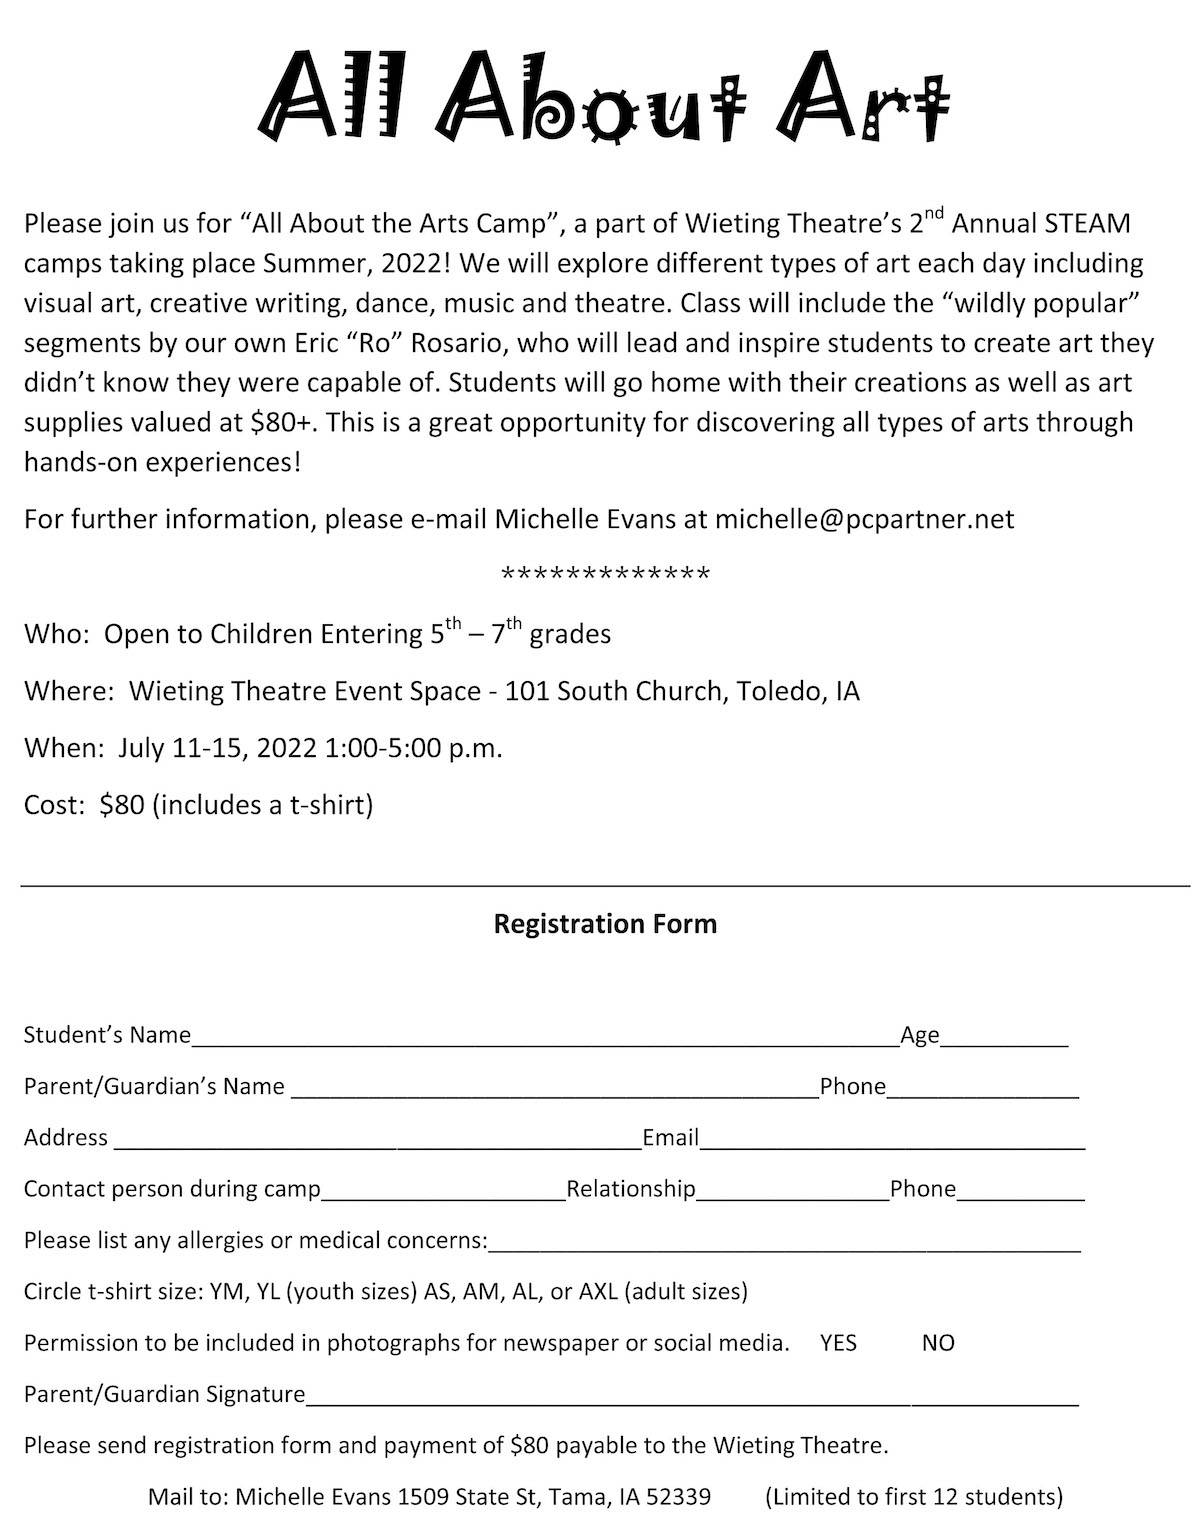 All About Art
Please join us for “All About the Arts Camp”, a part of Wieting Theatre’s 2nd Annual STEAM
camps taking place Summer, 2022! We will explore different types of art each day including
visual art, creative writing, dance, music and theatre. Class will include the “wildly popular”
segments by our own Eric “Ro” Rosario, who will lead and inspire students to create art they
didn’t know they were capable of. Students will go home with their creations as well as art
supplies valued at $80+. This is a great opportunity for discovering all types of arts through
hands-on experiences!
For further information, please e-mail Michelle Evans at michelle@pcpartner.net
*************
Who:  Open to Children Entering 5th – 7th grades
Where:  Wieting Theatre Event Space - 101 South Church, Toledo, IA
When:  July 11-15, 2022 1:00-5:00 p.m.
Cost:  $80 (includes a t-shirt)
Registration Form
Student’s Name______________________________Age__________
Parent/Guardian’s Name ______________________________Phone_______________
Address ______________________________Email______________________________
Contact person during camp___________________Relationship_______________Phone__________
Please list any allergies or medical concerns:______________________________
Circle t-shirt size: YM, YL (youth sizes) AS, AM, AL, or AXL (adult sizes)
Permission to be included in photographs for newspaper or social media.    YES    NO
Parent/Guardian Signature______________________________
Please send registration form and payment of $80 payable to the Wieting Theatre.
Mail to: Michelle Evans 1509 State St, Tama, IA 52339    (Limited to first 12 students)